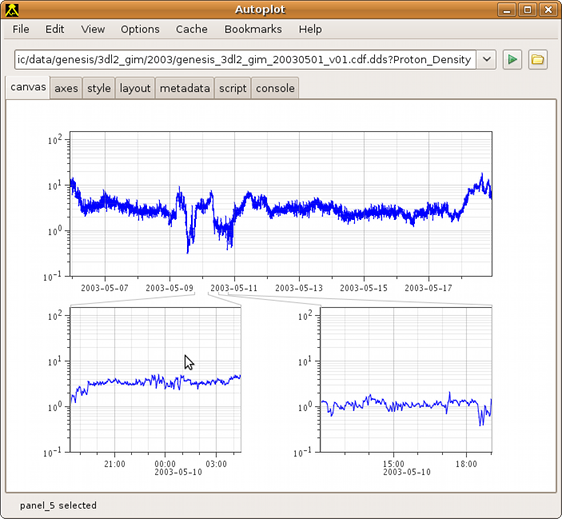 Autoplot
File Edit View Options Cache Bookmarks Help
ic/data/genesis/3dl2_gim/2003/genesis_3dl2_gim_20030501_v01.cdf.dds?Proton_Density
canvas axes style layout metadata script console
10²
10¹
10⁰
10⁻¹
2003-05-07 2003-05-09 2003-05-11 2003-05-13 2003-05-15 2003-05-17
10²
10¹
10⁰
10⁻¹
21:00 00:00 03:00
2003-05-10
10²
10¹
10⁰
10⁻¹
15:00 18:00
2003-05-10
panel_5 selected